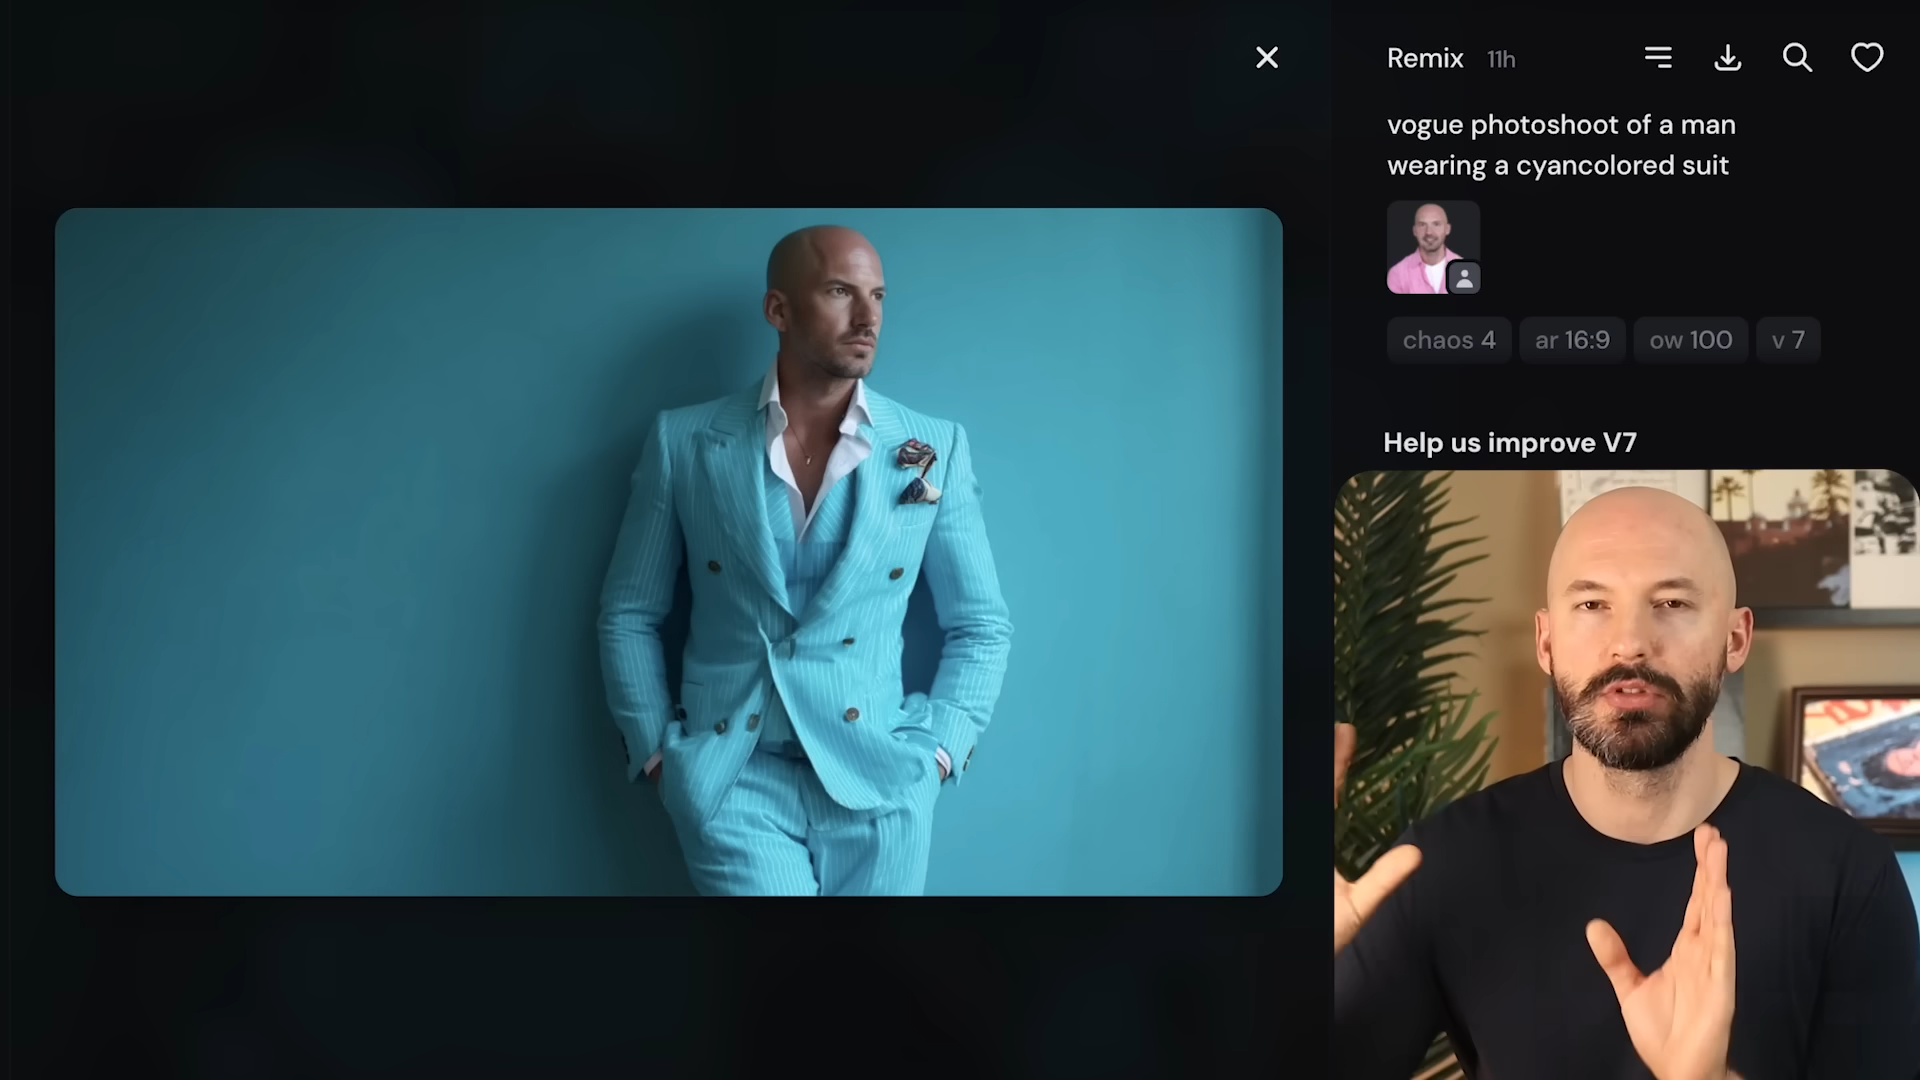 Remix 11h
vogue photoshoot of a man
wearing a cyancolored suit
chaos 4 ar 16:9 ow 100 v 7
Help us improve V7